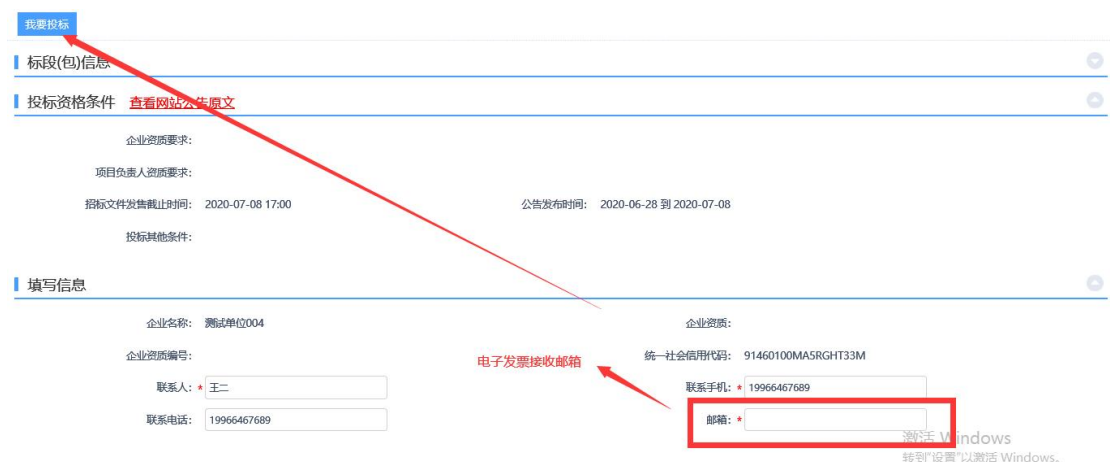 我要投标
标段(包)信息
投标资格条件 查看网站公告原文
企业资质要求:
项目负责人资质要求:
招标文件发售截止时间: 2020-07-08 17:00 公告发布时间: 2020-06-28 到 2020-07-08
投标其他条件:
填写信息
企业名称: 测试单位004 企业资质:
企业资质编号: 电子发票接收邮箱 统一社会信用代码: 91460100MA5RGHT33M
联系人: * 王二 联系手机: * 19966467689
联系电话: 19966467689 邮箱: *
激活 Windows
转到"设置"以激活 Windows。